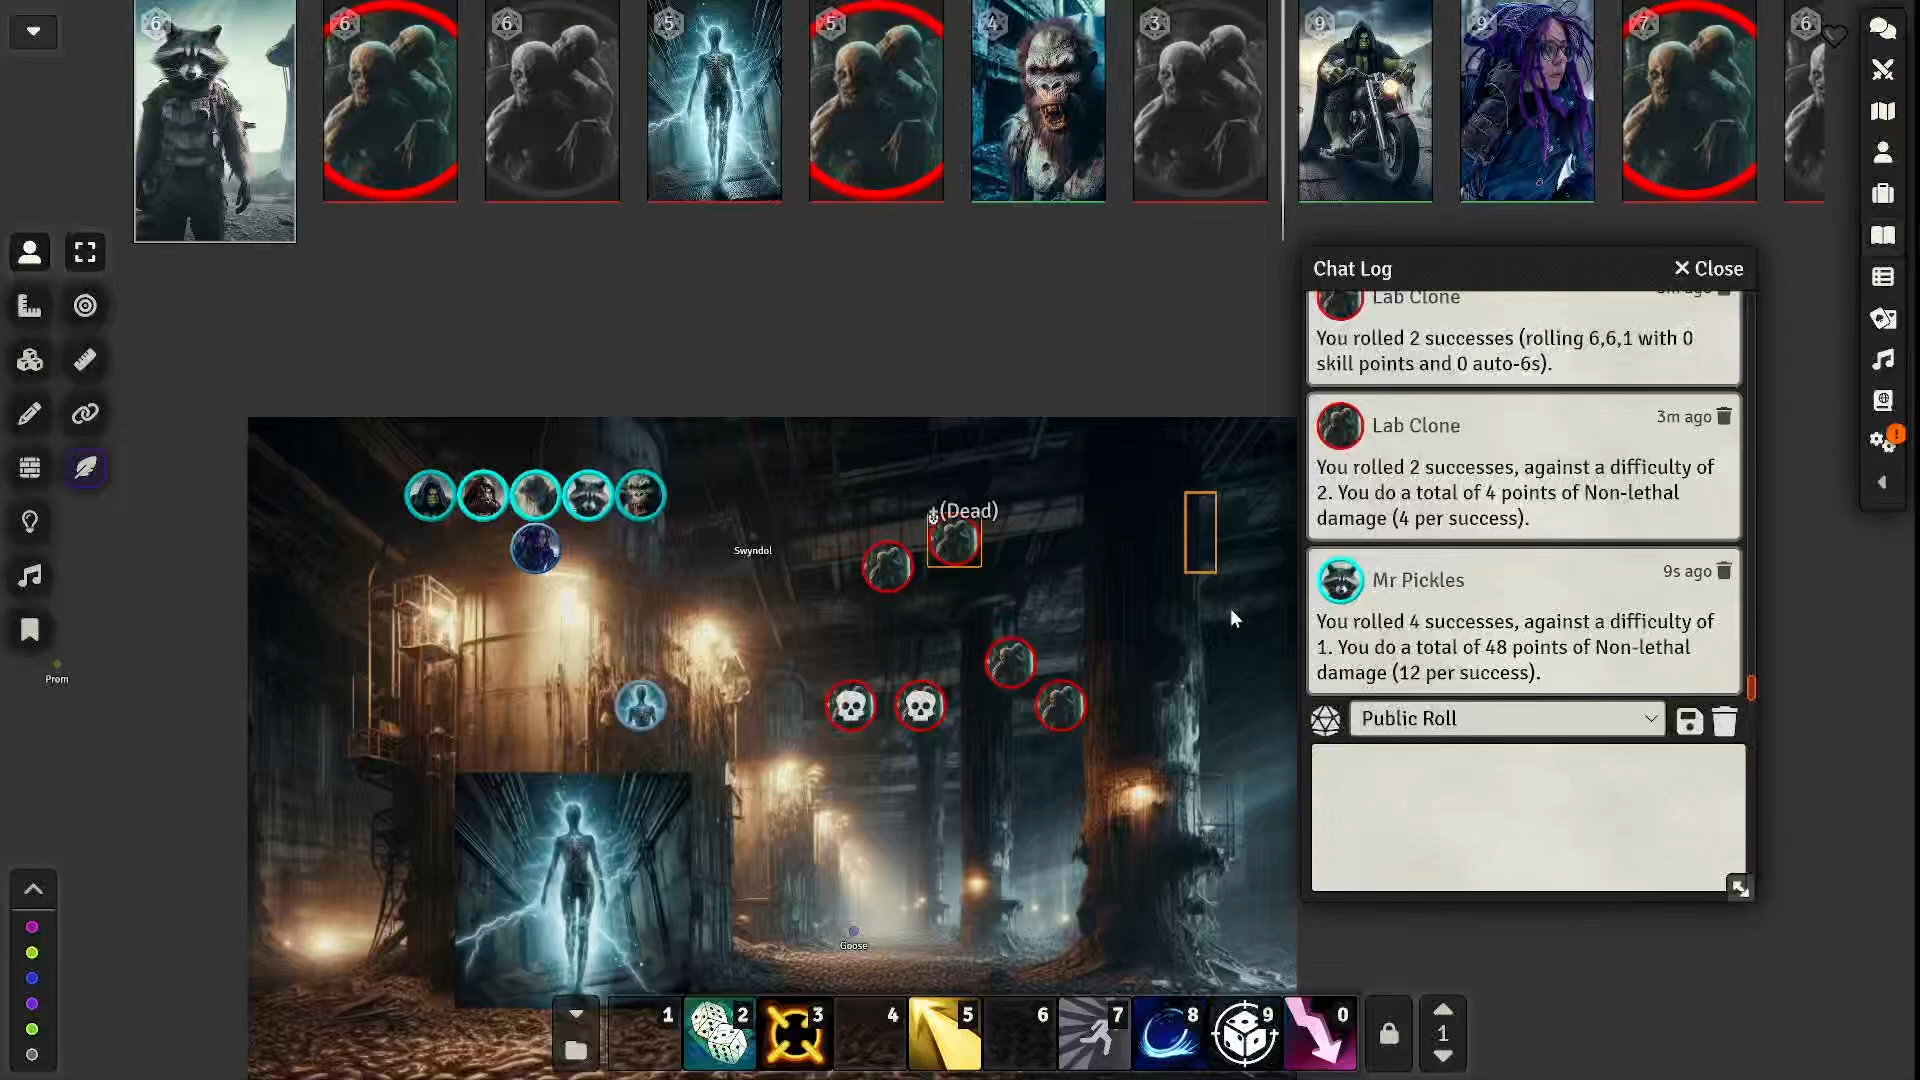 6
6
6
5
5
4
3
9
9
7
6
Chat Log
Close
Lab Clone
You rolled 2 successes (rolling 6,6,1 with 0
skill points and 0 auto-6s).
Lab Clone
3m ago
You rolled 2 successes, against a difficulty of
2. You do a total of 4 points of Non-lethal
damage (4 per success).
Mr Pickles
9s ago
You rolled 4 successes, against a difficulty of
1. You do a total of 48 points of Non-lethal
damage (12 per success).
Public Roll
+(Dead)
Swyndol
Prom
Goose
1
2
3
4
5
6
7
8
9
0
1